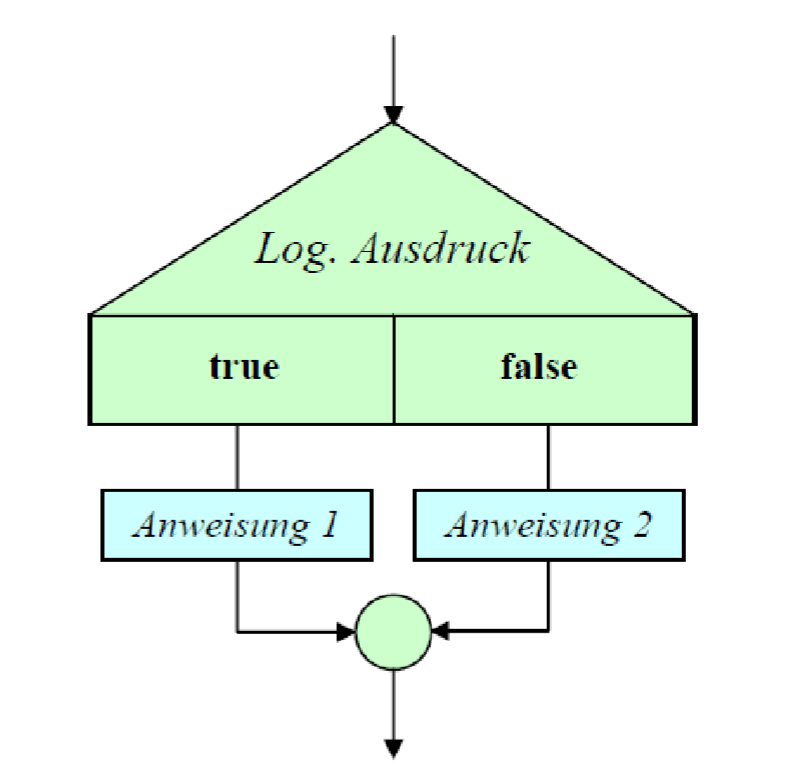 Log. Ausdruck
true
false
Anweisung 1
Anweisung 2